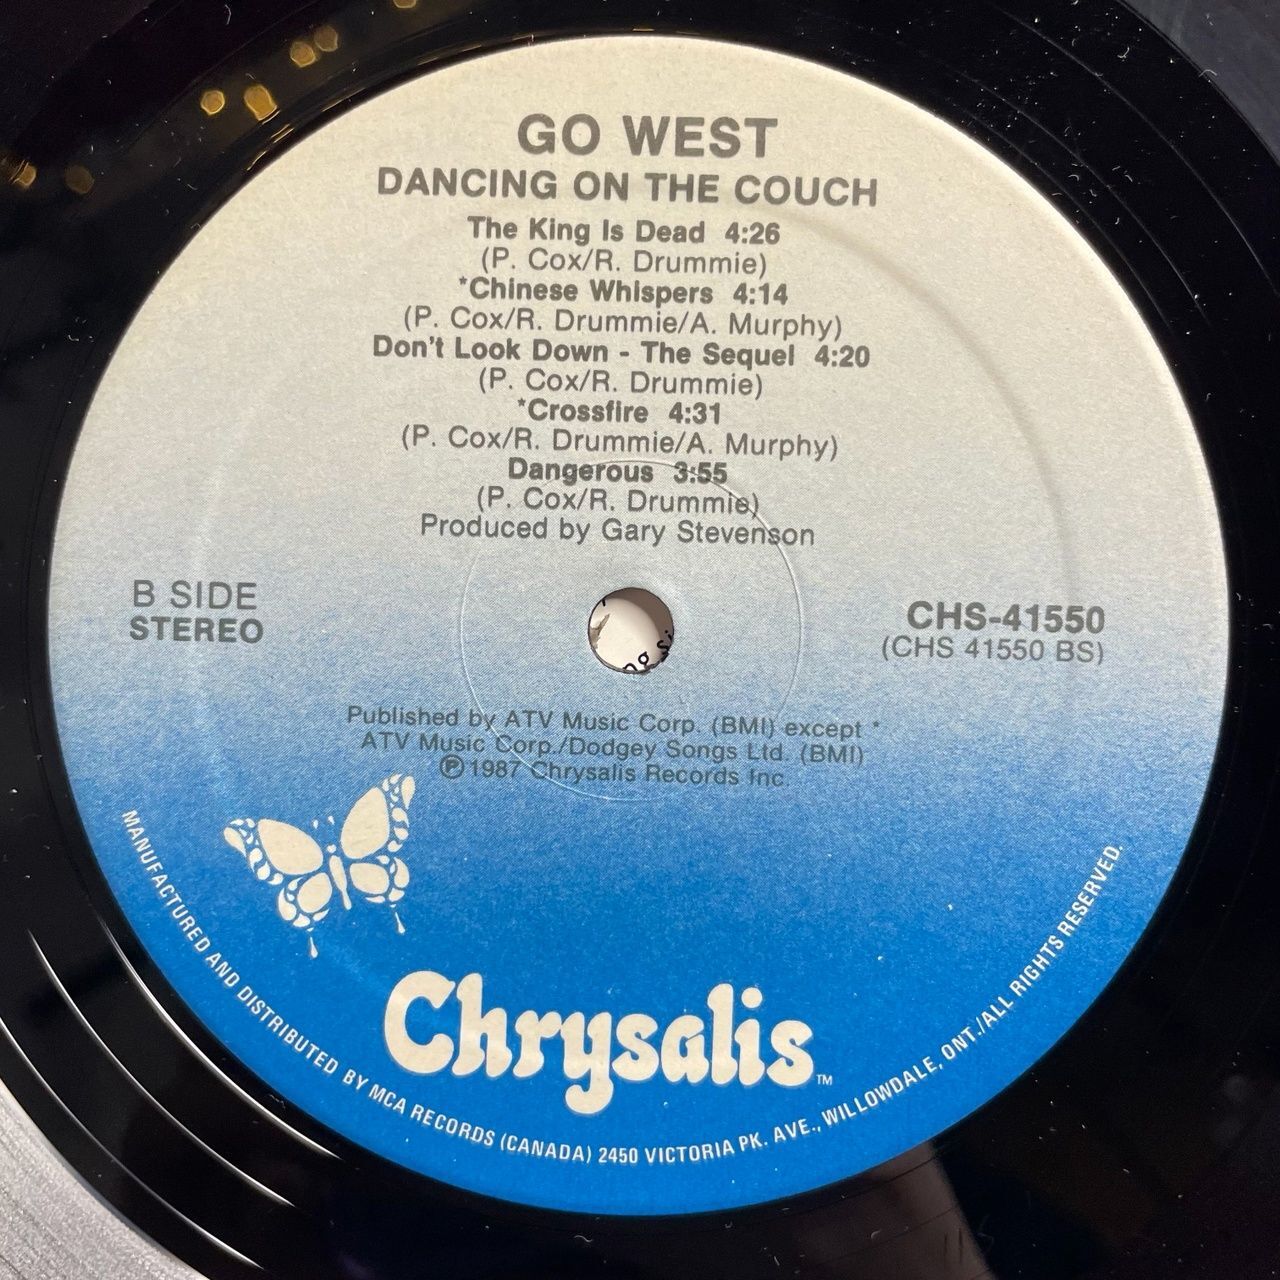 GO WEST
DANCING ON THE COUCH
The King Is Dead 4:26
(P. Cox/R. Drummie)
*Chinese Whispers 4:14
(P. Cox/R. Drummie/A. Murphy)
Don't Look Down - The Sequel 4:20
(P. Cox/R. Drummie)
*Crossfire 4:31
(P. Cox/R. Drummie/A. Murphy)
Dangerous 3:55
(P. Cox/R. Drummie)
Produced by Gary Stevenson
B SIDE
STEREO
CHS-41550
(CHS 41550 BS)
Published by ATV Music Corp. (BMI) except *
ATV Music Corp./Dodgey Songs Ltd. (BMI)
℗ 1987 Chrysalis Records Inc.
Chrysalis™
MANUFACTURED AND DISTRIBUTED BY MCA RECORDS (CANADA) 2450 VICTORIA PK. AVE., WILLOWDALE, ONT./ALL RIGHTS RESERVED.